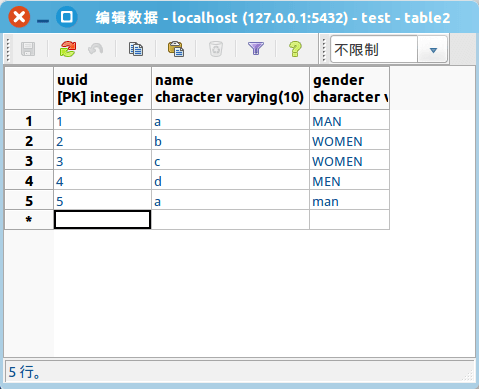 编辑数据 - localhost (127.0.0.1:5432) - test - table2
不限制
uuid name gender
[PK] integer character varying(10) character v
1 1 a MAN
2 2 b WOMEN
3 3 c WOMEN
4 4 d MEN
5 5 a man
*
5 行。